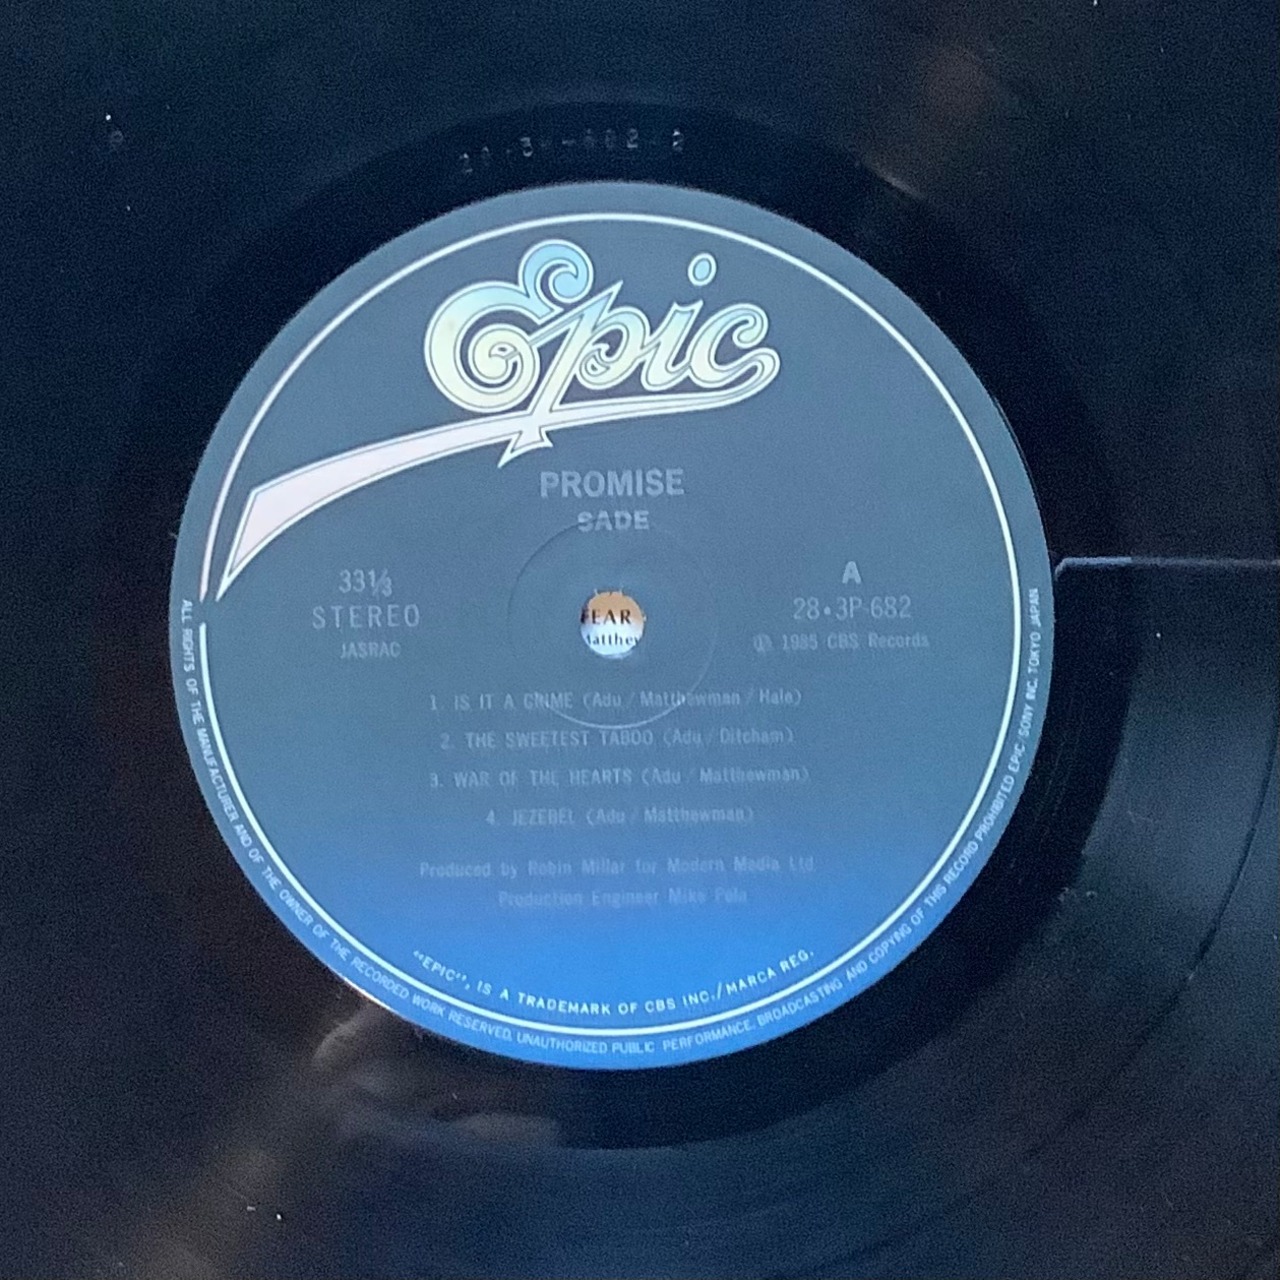 Epic
PROMISE
SADE
33⅓
STEREO
JASRAC
A
28•3P-682
Ⓟ 1985 CBS Records
FEAR
Matthew
1. IS IT A CRIME (Adu / Matthewman / Hale)
2. THE SWEETEST TABOO (Adu / Ditcham)
3. WAR OF THE HEARTS (Adu / Matthewman)
4. JEZEBEL (Adu / Matthewman)
Produced by Robin Millar for Modern Media Ltd
Production Engineer Mike Pela
"EPIC", IS A TRADEMARK OF CBS INC./MARCA REG.
ALL RIGHTS OF THE MANUFACTURER AND OF THE OWNER OF THE RECORDED WORK RESERVED. UNAUTHORIZED PUBLIC PERFORMANCE. BROADCASTING AND COPYING OF THIS RECORD PROHIBITED EPIC/SONY INC. TOKYO JAPAN